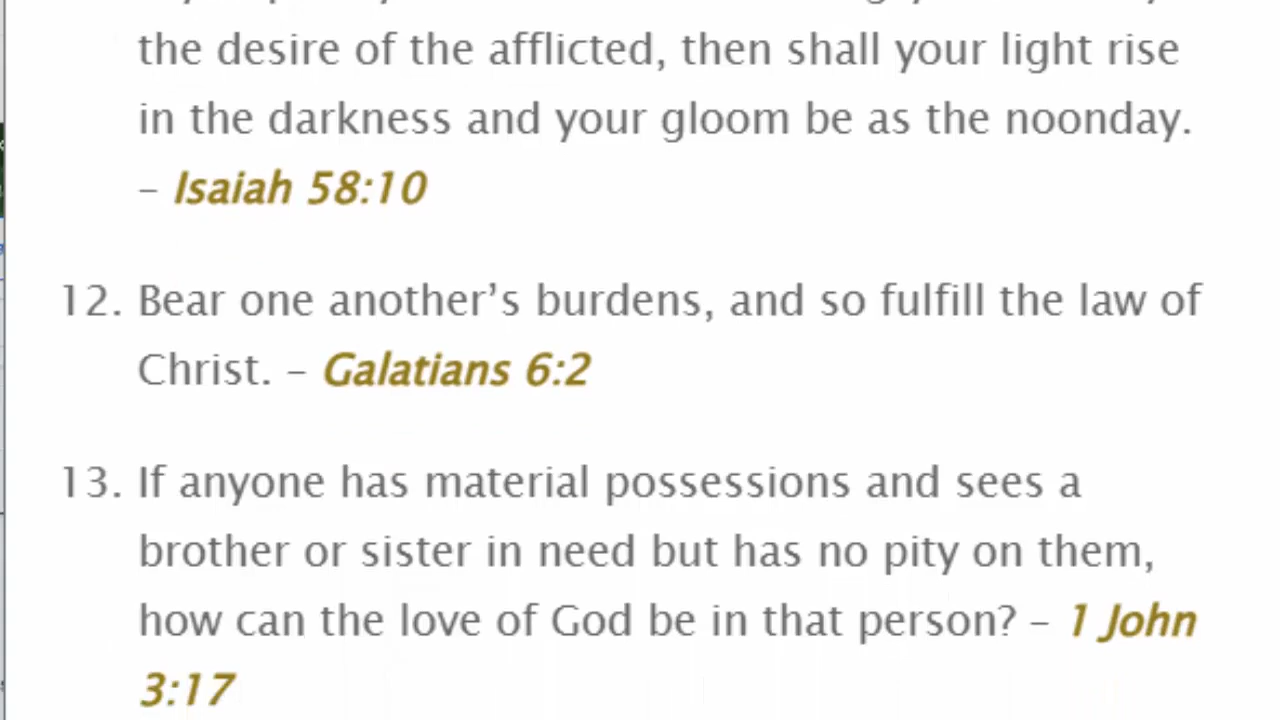 the desire of the afflicted, then shall your light rise
in the darkness and your gloom be as the noonday.
– Isaiah 58:10
12. Bear one another’s burdens, and so fulfill the law of
Christ. – Galatians 6:2
13. If anyone has material possessions and sees a
brother or sister in need but has no pity on them,
how can the love of God be in that person? – 1 John
3:17